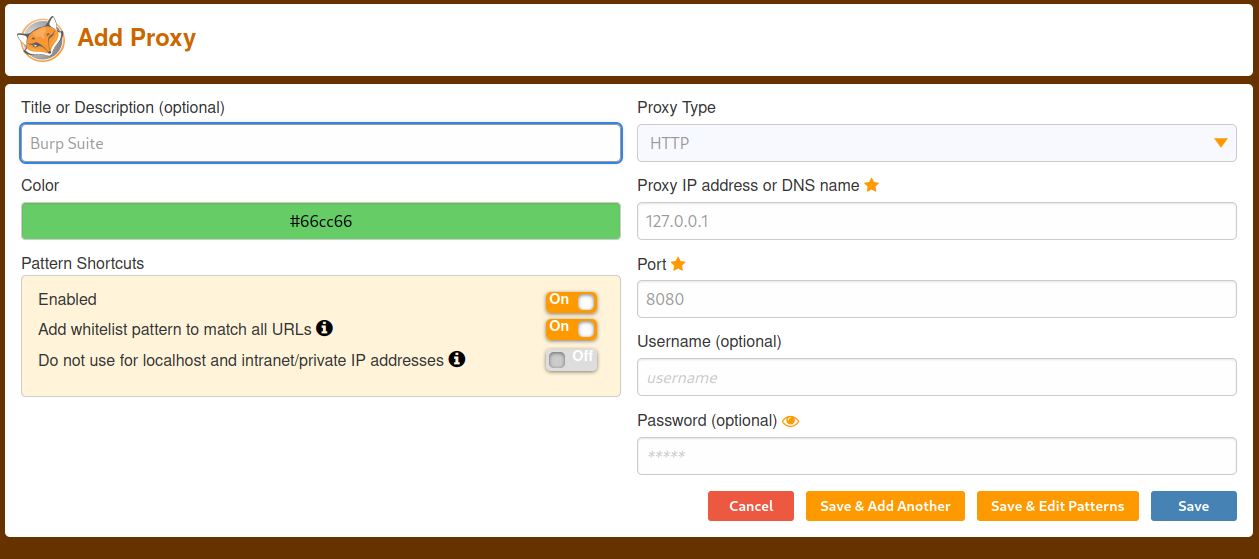 Add Proxy
Title or Description (optional)
Burp Suite
Color
#66cc66
Pattern Shortcuts
Enabled
On
Add whitelist pattern to match all URLs
On
Do not use for localhost and intranet/private IP addresses
Off
Proxy Type
HTTP
Proxy IP address or DNS name
127.0.0.1
Port
8080
Username (optional)
username
Password (optional)
*****
Cancel
Save & Add Another
Save & Edit Patterns
Save